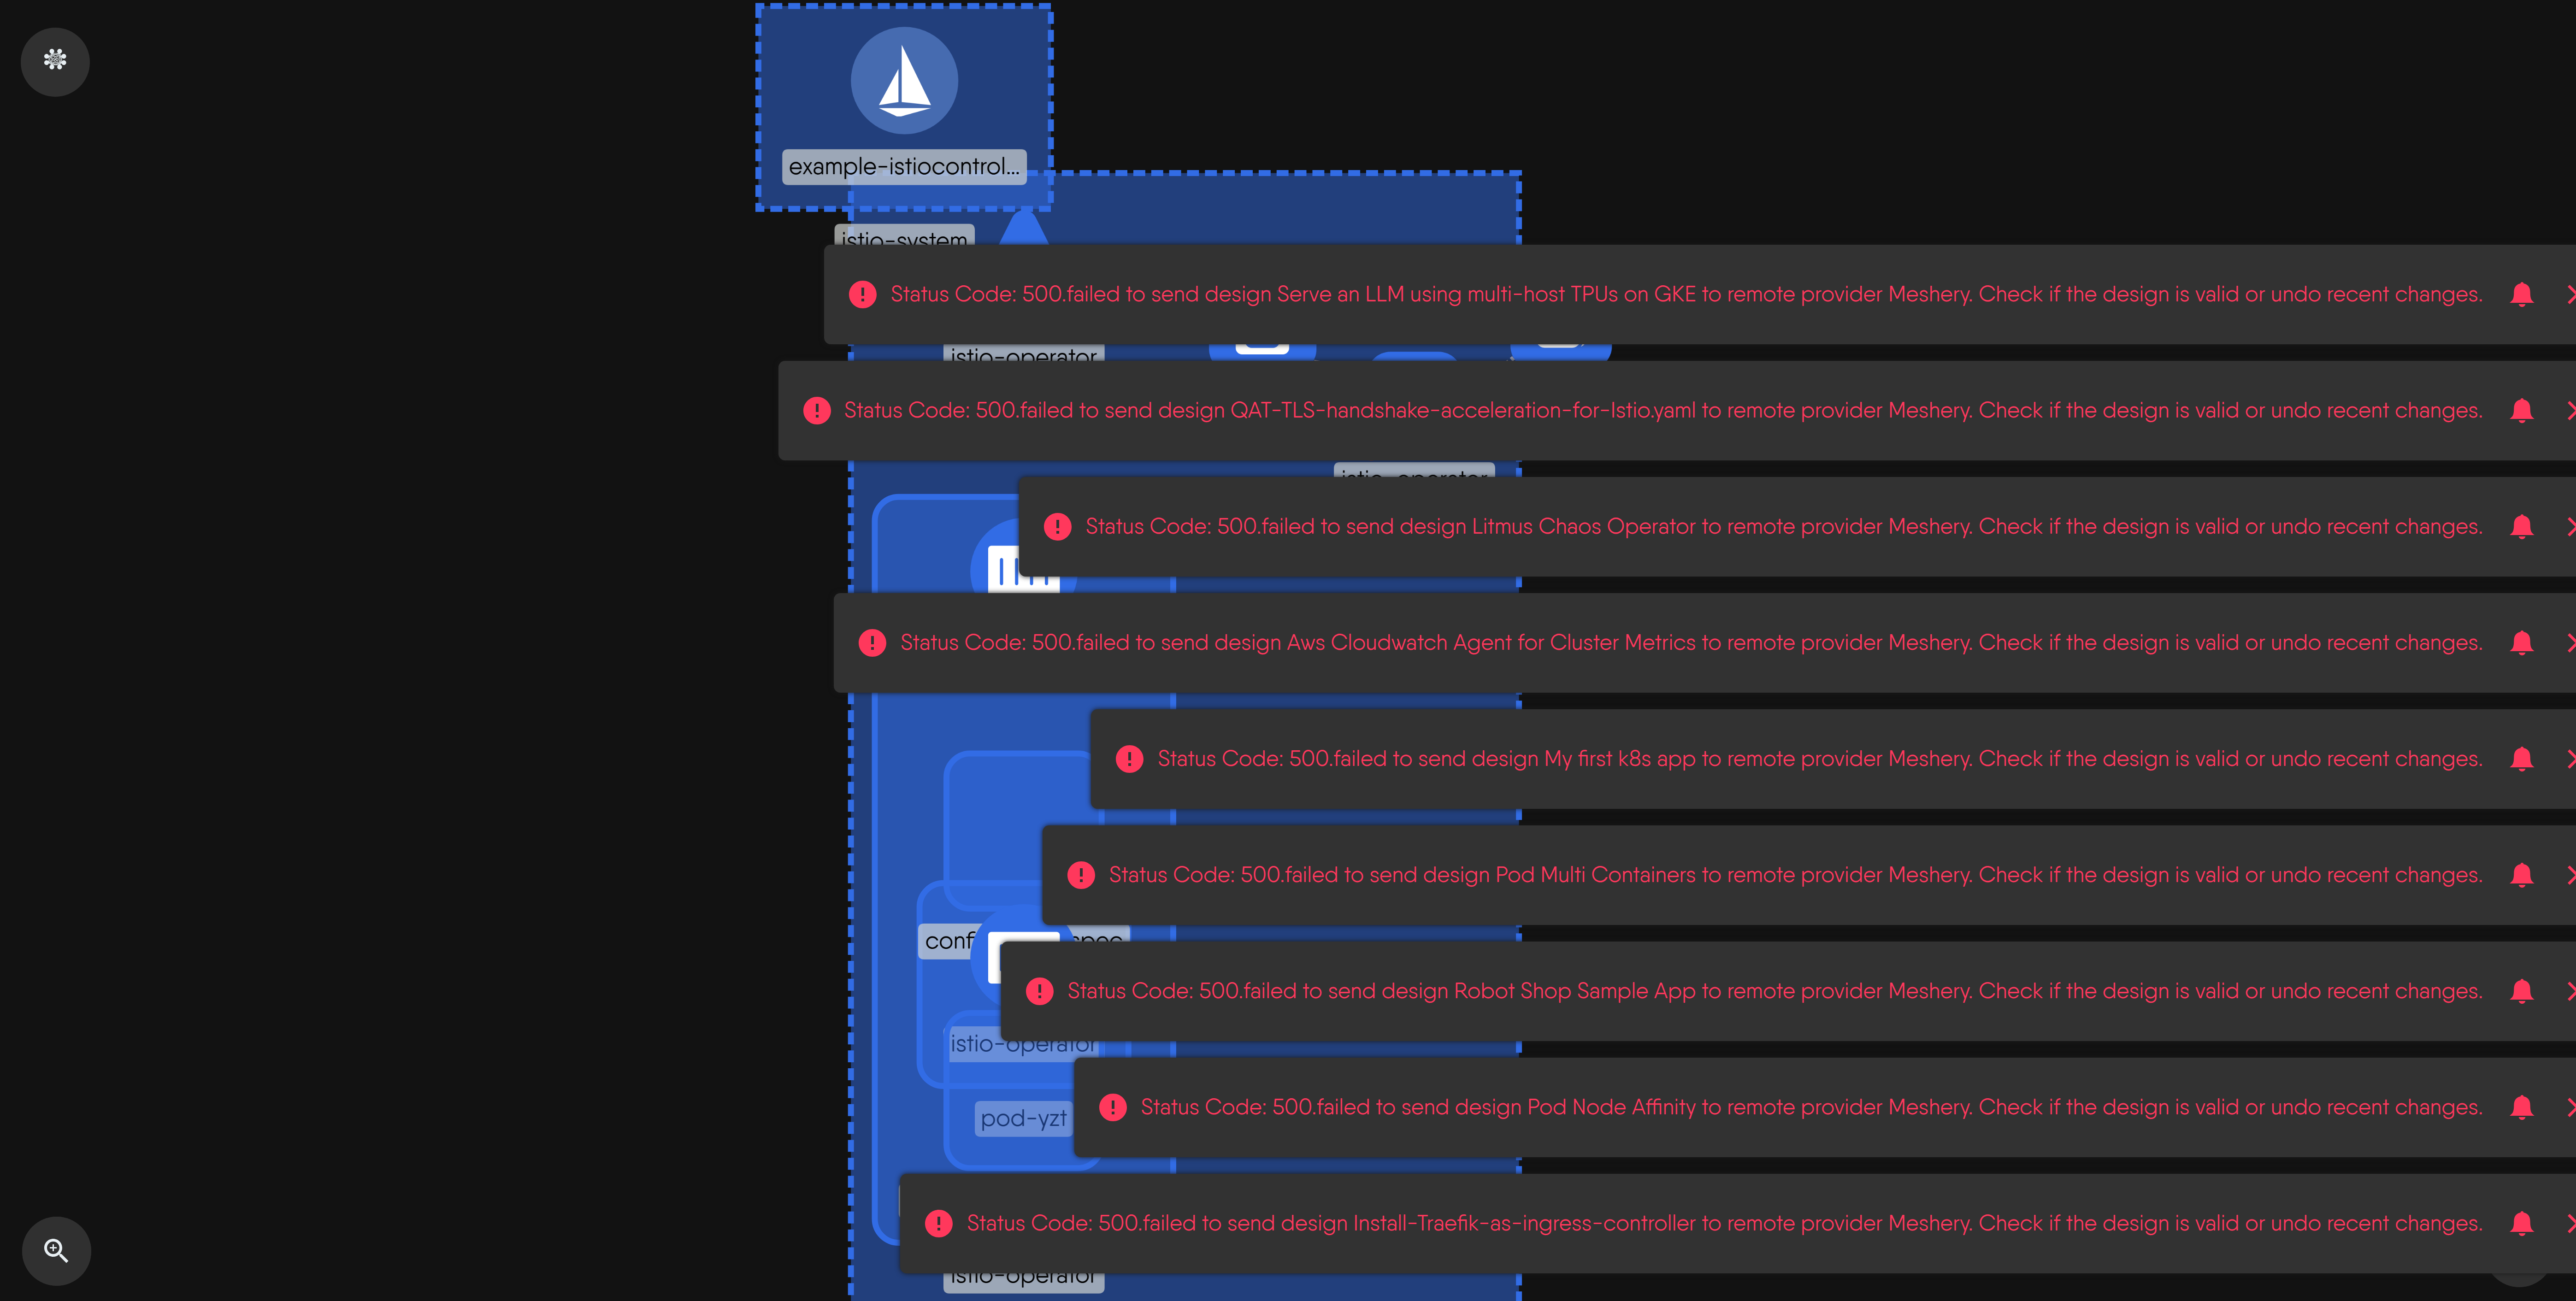 example-istiocontrol...
istio-system
Status Code: 500.failed to send design Serve an LLM using multi-host TPUs on GKE to remote provider Meshery. Check if the design is valid or undo recent changes.
istio-operator
Status Code: 500.failed to send design QAT-TLS-handshake-acceleration-for-Istio.yaml to remote provider Meshery. Check if the design is valid or undo recent changes.
istio-operator
Status Code: 500.failed to send design Litmus Chaos Operator to remote provider Meshery. Check if the design is valid or undo recent changes.
Status Code: 500.failed to send design Aws Cloudwatch Agent for Cluster Metrics to remote provider Meshery. Check if the design is valid or undo recent changes.
Status Code: 500.failed to send design My first k8s app to remote provider Meshery. Check if the design is valid or undo recent changes.
Status Code: 500.failed to send design Pod Multi Containers to remote provider Meshery. Check if the design is valid or undo recent changes.
Status Code: 500.failed to send design Robot Shop Sample App to remote provider Meshery. Check if the design is valid or undo recent changes.
istio-operator
Status Code: 500.failed to send design Pod Node Affinity to remote provider Meshery. Check if the design is valid or undo recent changes.
pod-yzt
Status Code: 500.failed to send design Install-Traefik-as-ingress-controller to remote provider Meshery. Check if the design is valid or undo recent changes.
istio-operator